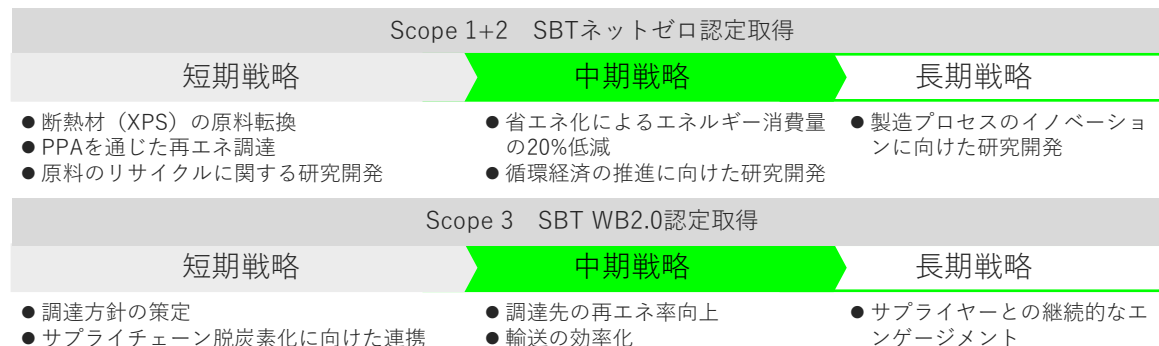 Scope 1+2　SBTネットゼロ認定取得
短期戦略
中期戦略
長期戦略
● 断熱材（XPS）の原料転換
● PPAを通じた再エネ調達
● 原料のリサイクルに関する研究開発
● 省エネ化によるエネルギー消費量
の20%低減
● 循環経済の推進に向けた研究開発
● 製造プロセスのイノベーショ
ンに向けた研究開発
Scope 3　SBT WB2.0認定取得
短期戦略
中期戦略
長期戦略
● 調達方針の策定
● サプライチェーン脱炭素化に向けた連携
● 調達先の再エネ率向上
● 輸送の効率化
● サプライヤーとの継続的なエ
ンゲージメント